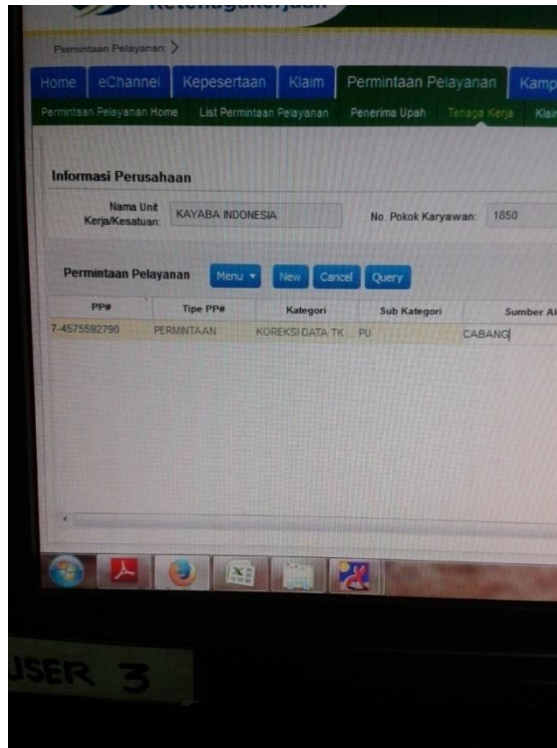 Ketenagakerjaan
Permintaan Pelayanan: >
Home eChannel Kepesertaan Klaim Permintaan Pelayanan Kamp
Permintaan Pelayanan Home List Permintaan Pelayanan Penerima Upah Tenaga Kerja Klai
Informasi Perusahaan
Nama Unit Kerja/Kesatuan: KAYABA INDONESIA No. Pokok Karyawan: 1850
Permintaan Pelayanan Menu New Cancel Query
PP# Tipe PP# Kategori Sub Kategori Sumber Ak
7-4575592790 PERMINTAAN KOREKSI DATA TK ... PU CABANG
USER 3